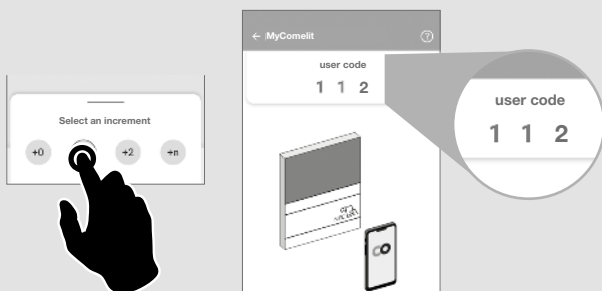 Select an increment
+0 +2 +n
← MyComelit ?
user code
1 1 2
user code
1 1 2